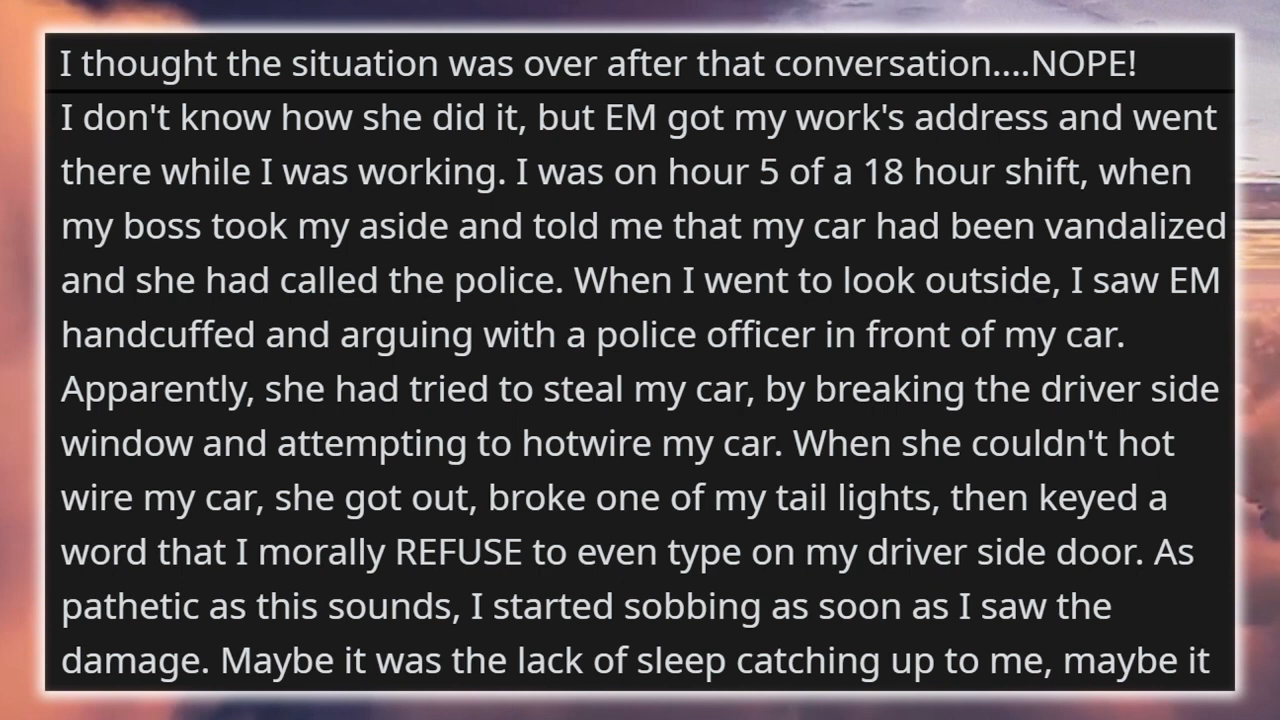 I thought the situation was over after that conversation....NOPE!
I don't know how she did it, but EM got my work's address and went
there while I was working. I was on hour 5 of a 18 hour shift, when
my boss took my aside and told me that my car had been vandalized
and she had called the police. When I went to look outside, I saw EM
handcuffed and arguing with a police officer in front of my car.
Apparently, she had tried to steal my car, by breaking the driver side
window and attempting to hotwire my car. When she couldn't hot
wire my car, she got out, broke one of my tail lights, then keyed a
word that I morally REFUSE to even type on my driver side door. As
pathetic as this sounds, I started sobbing as soon as I saw the
damage. Maybe it was the lack of sleep catching up to me, maybe it